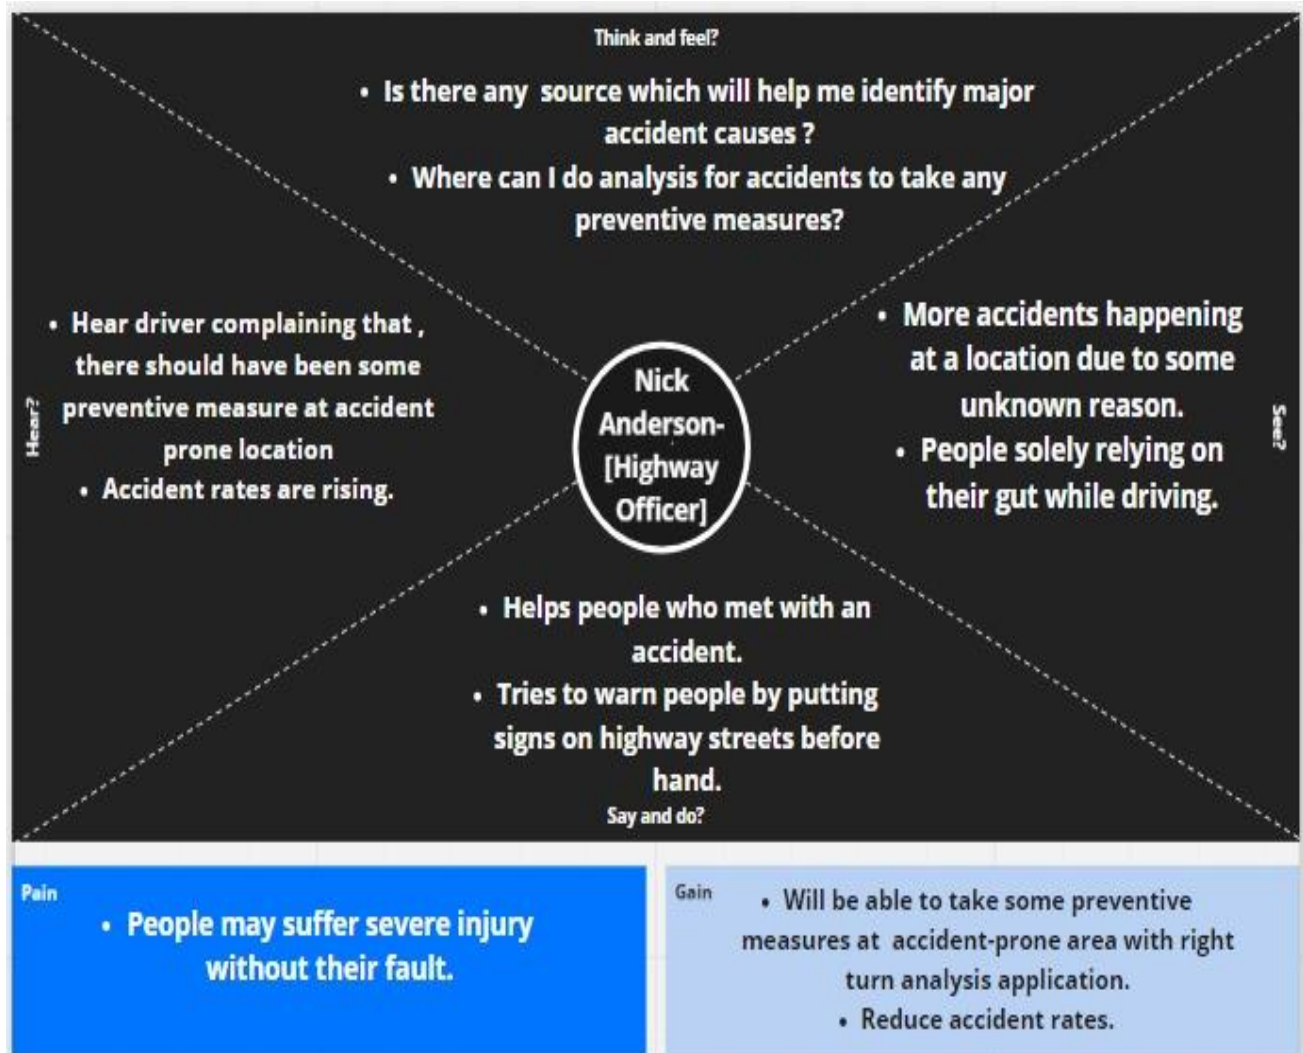 Think and feel?
• Is there any source which will help me identify major
accident causes ?
• Where can I do analysis for accidents to take any
preventive measures?
Hear?
• Hear driver complaining that ,
there should have been some
preventive measure at accident
prone location
• Accident rates are rising.
Nick
Anderson-
[Highway
Officer]
• More accidents happening
at a location due to some
unknown reason.
• People solely relying on
their gut while driving.
See?
• Helps people who met with an
accident.
• Tries to warn people by putting
signs on highway streets before
hand.
Say and do?
Pain
• People may suffer severe injury
without their fault.
Gain
• Will be able to take some preventive
measures at accident-prone area with right
turn analysis application.
• Reduce accident rates.